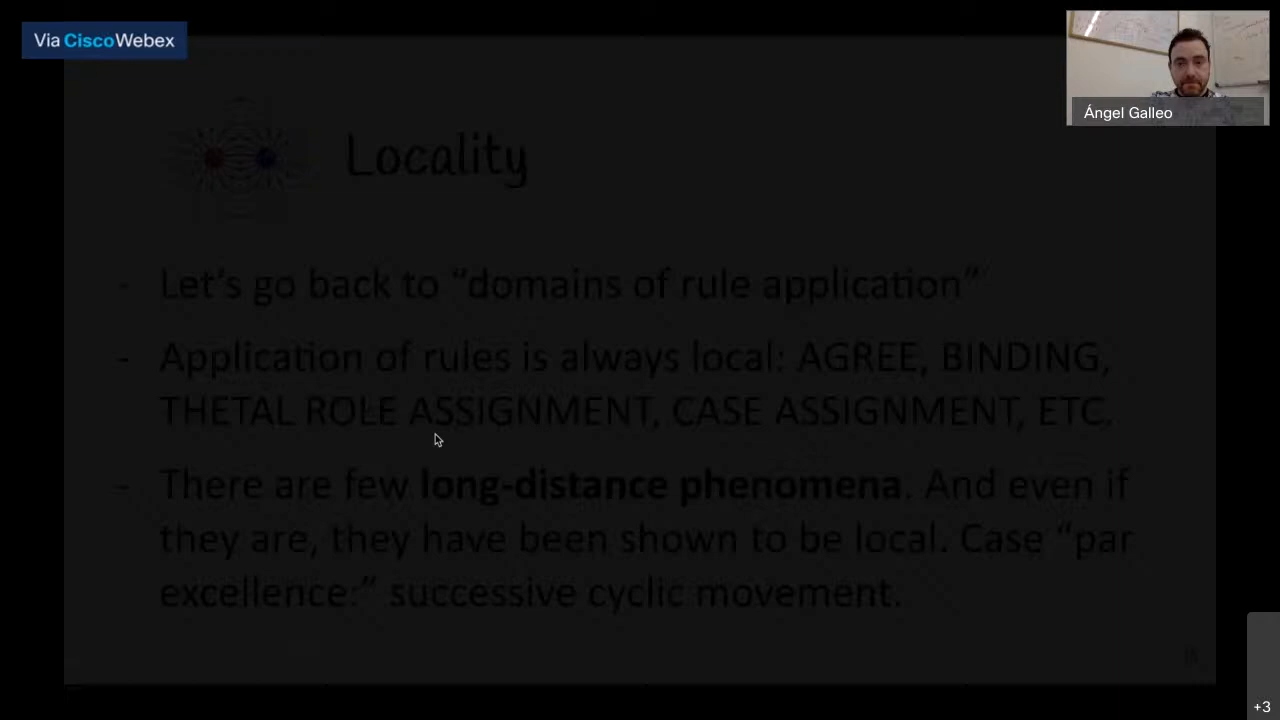 Via Cisco Webex
Ángel Galleo
Locality
- Let's go back to “domains of rule application”
- Application of rules is always local: AGREE, BINDING,
THETAL ROLE ASSIGNMENT, CASE ASSIGNMENT, ETC.
- There are few long-distance phenomena. And even if
they are, they have been shown to be local. Case “par
excellence:” successive cyclic movement.
+3